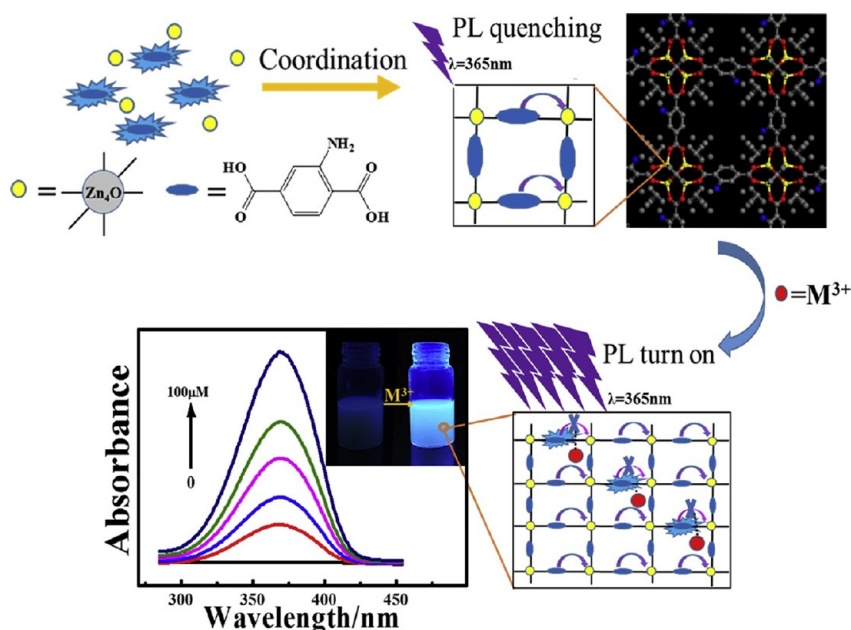 PL quenching
λ=365nm
Coordination
= Zn₄O
=
NH₂
HO
O
O
OH
=M³⁺
PL turn on
λ=365nm
100μM
0
M³⁺
Absorbance
300 350 400 450
Wavelength/nm